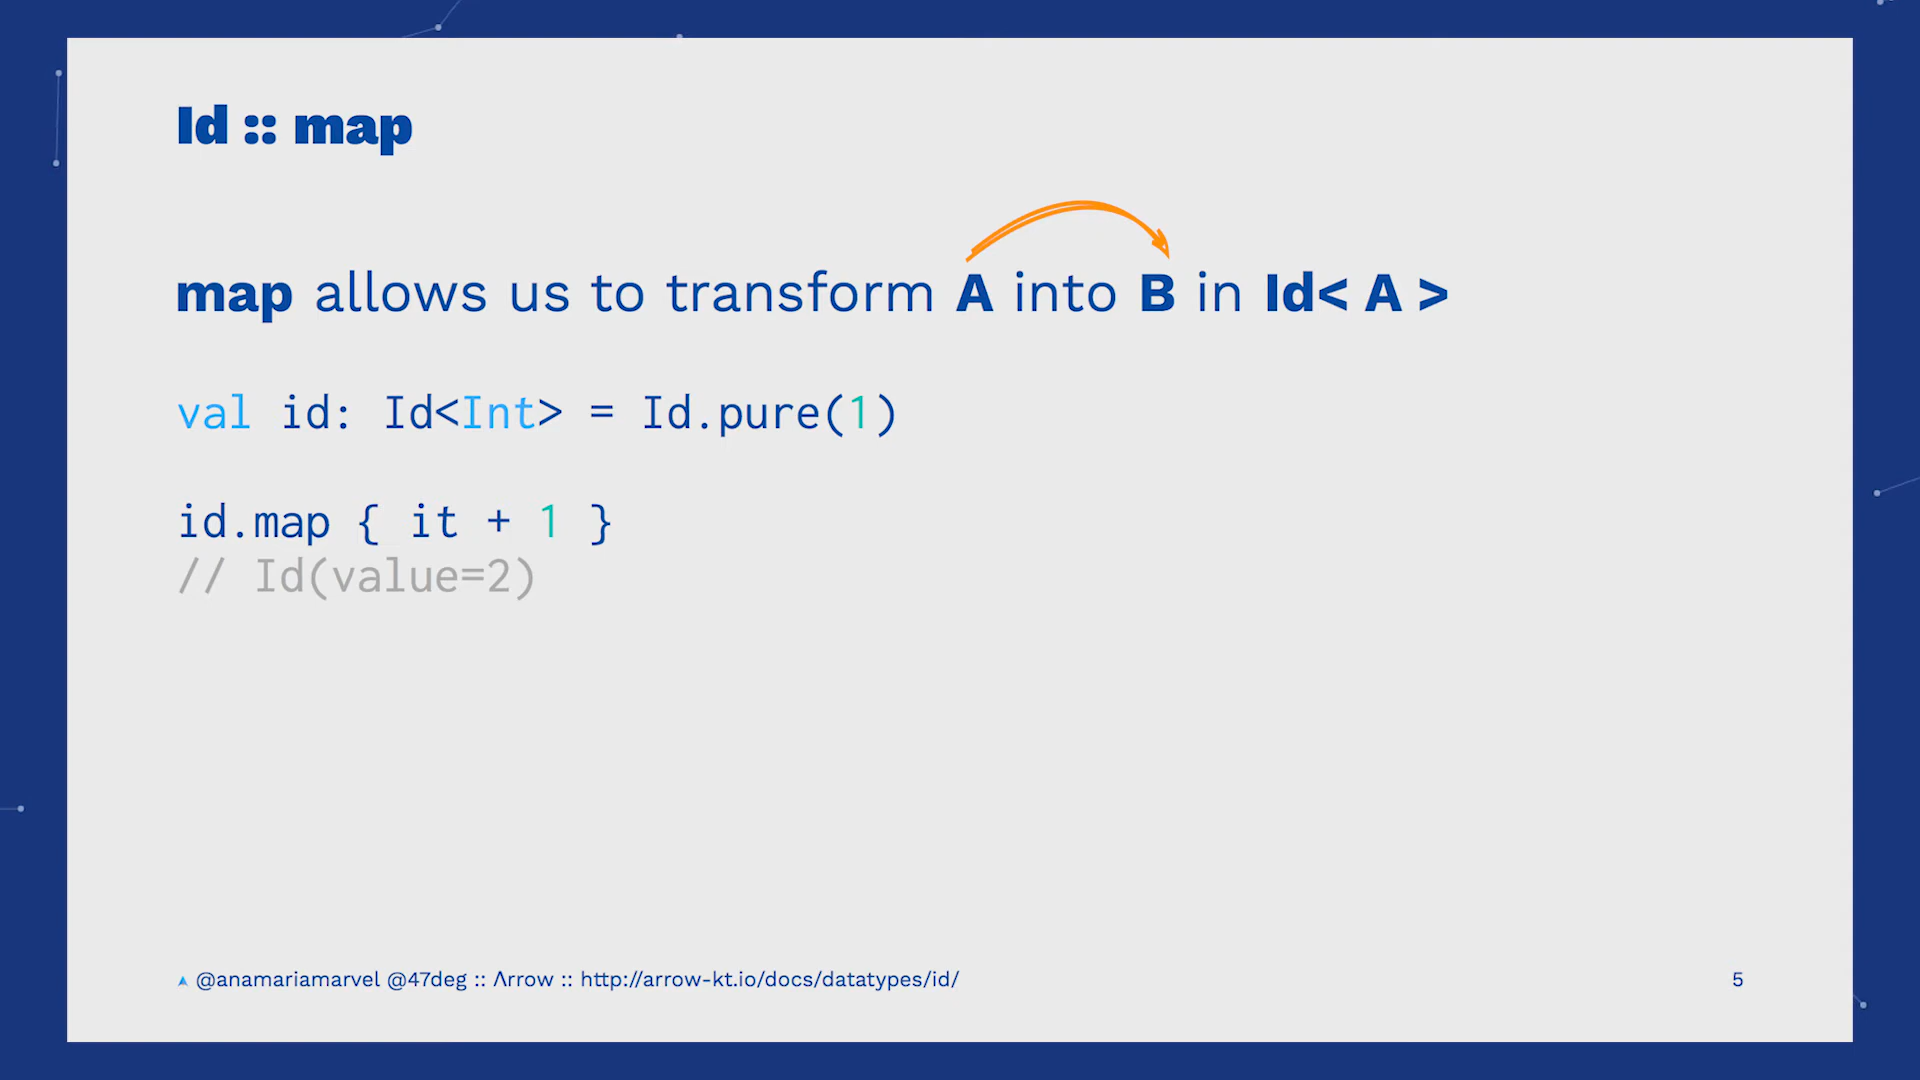 Id :: map
map allows us to transform A into B in Id< A >
val id: Id<Int> = Id.pure(1)
id.map { it + 1 }
// Id(value=2)
@anamariamarvel @47deg :: Λrrow :: http://arrow-kt.io/docs/datatypes/id/
5